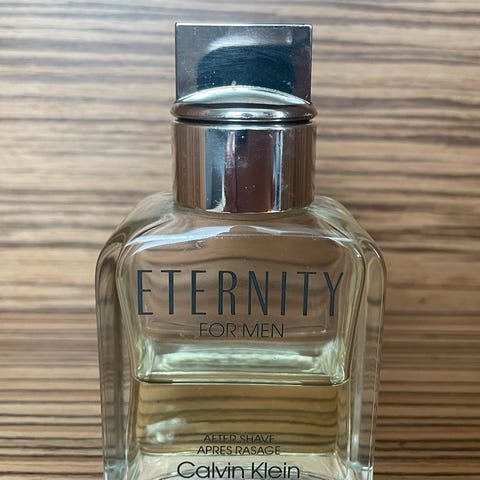 ETERNITY
FOR MEN
AFTER SHAVE
APRES RASAGE
Calvin Klein